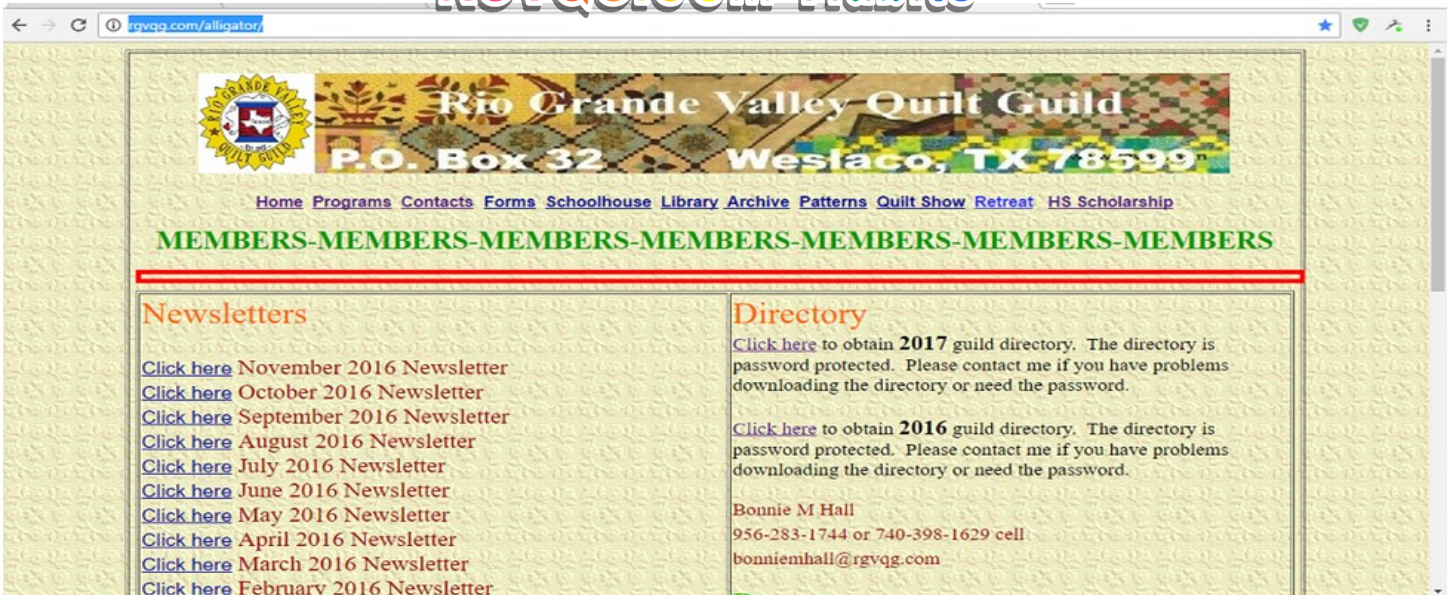 rgvqg.com/alligator/
RIO GRANDE VALLEY
QUILT GUILD
Rio Grande Valley Quilt Guild
P.O. Box 32 Weslaco, TX 78599
Home Programs Contacts Forms Schoolhouse Library Archive Patterns Quilt Show Retreat HS Scholarship
MEMBERS-MEMBERS-MEMBERS-MEMBERS-MEMBERS-MEMBERS-MEMBERS
Newsletters
Click here November 2016 Newsletter
Click here October 2016 Newsletter
Click here September 2016 Newsletter
Click here August 2016 Newsletter
Click here July 2016 Newsletter
Click here June 2016 Newsletter
Click here May 2016 Newsletter
Click here April 2016 Newsletter
Click here March 2016 Newsletter
Click here February 2016 Newsletter
Directory
Click here to obtain 2017 guild directory. The directory is
password protected. Please contact me if you have problems
downloading the directory or need the password.
Click here to obtain 2016 guild directory. The directory is
password protected. Please contact me if you have problems
downloading the directory or need the password.
Bonnie M Hall
956-283-1744 or 740-398-1629 cell
bonniemhall@rgvqg.com